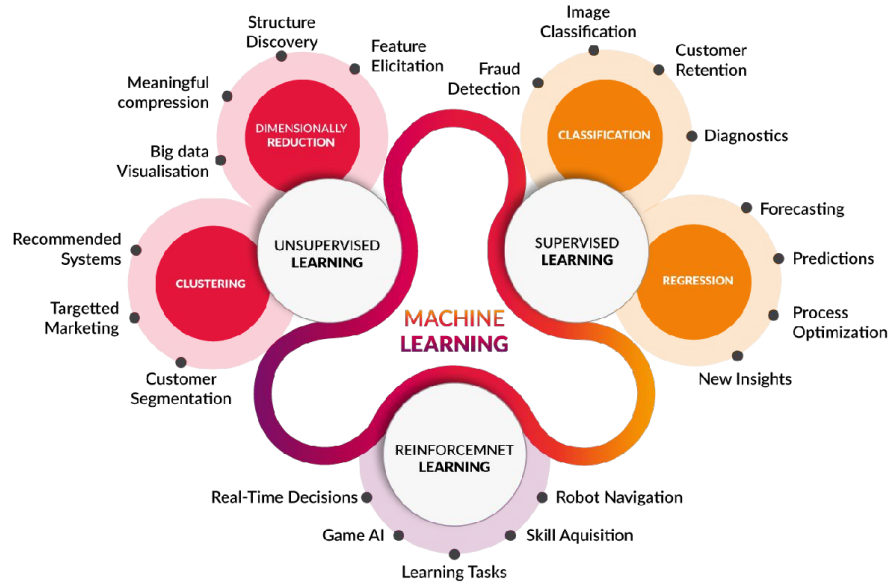 Structure
Discovery
Feature
Elicitation
Meaningful
compression
Big data
Visualisation
DIMENSIONALLY
REDUCTION
Recommended
Systems
Targetted
Marketing
Customer
Segmentation
CLUSTERING
UNSUPERVISED
LEARNING
Image
Classification
Fraud
Detection
Customer
Retention
Diagnostics
CLASSIFICATION
SUPERVISED
LEARNING
Forecasting
Predictions
Process
Optimization
New Insights
REGRESSION
MACHINE
LEARNING
REINFORCEMNET
LEARNING
Real-Time Decisions
Game AI
Learning Tasks
Skill Aquisition
Robot Navigation